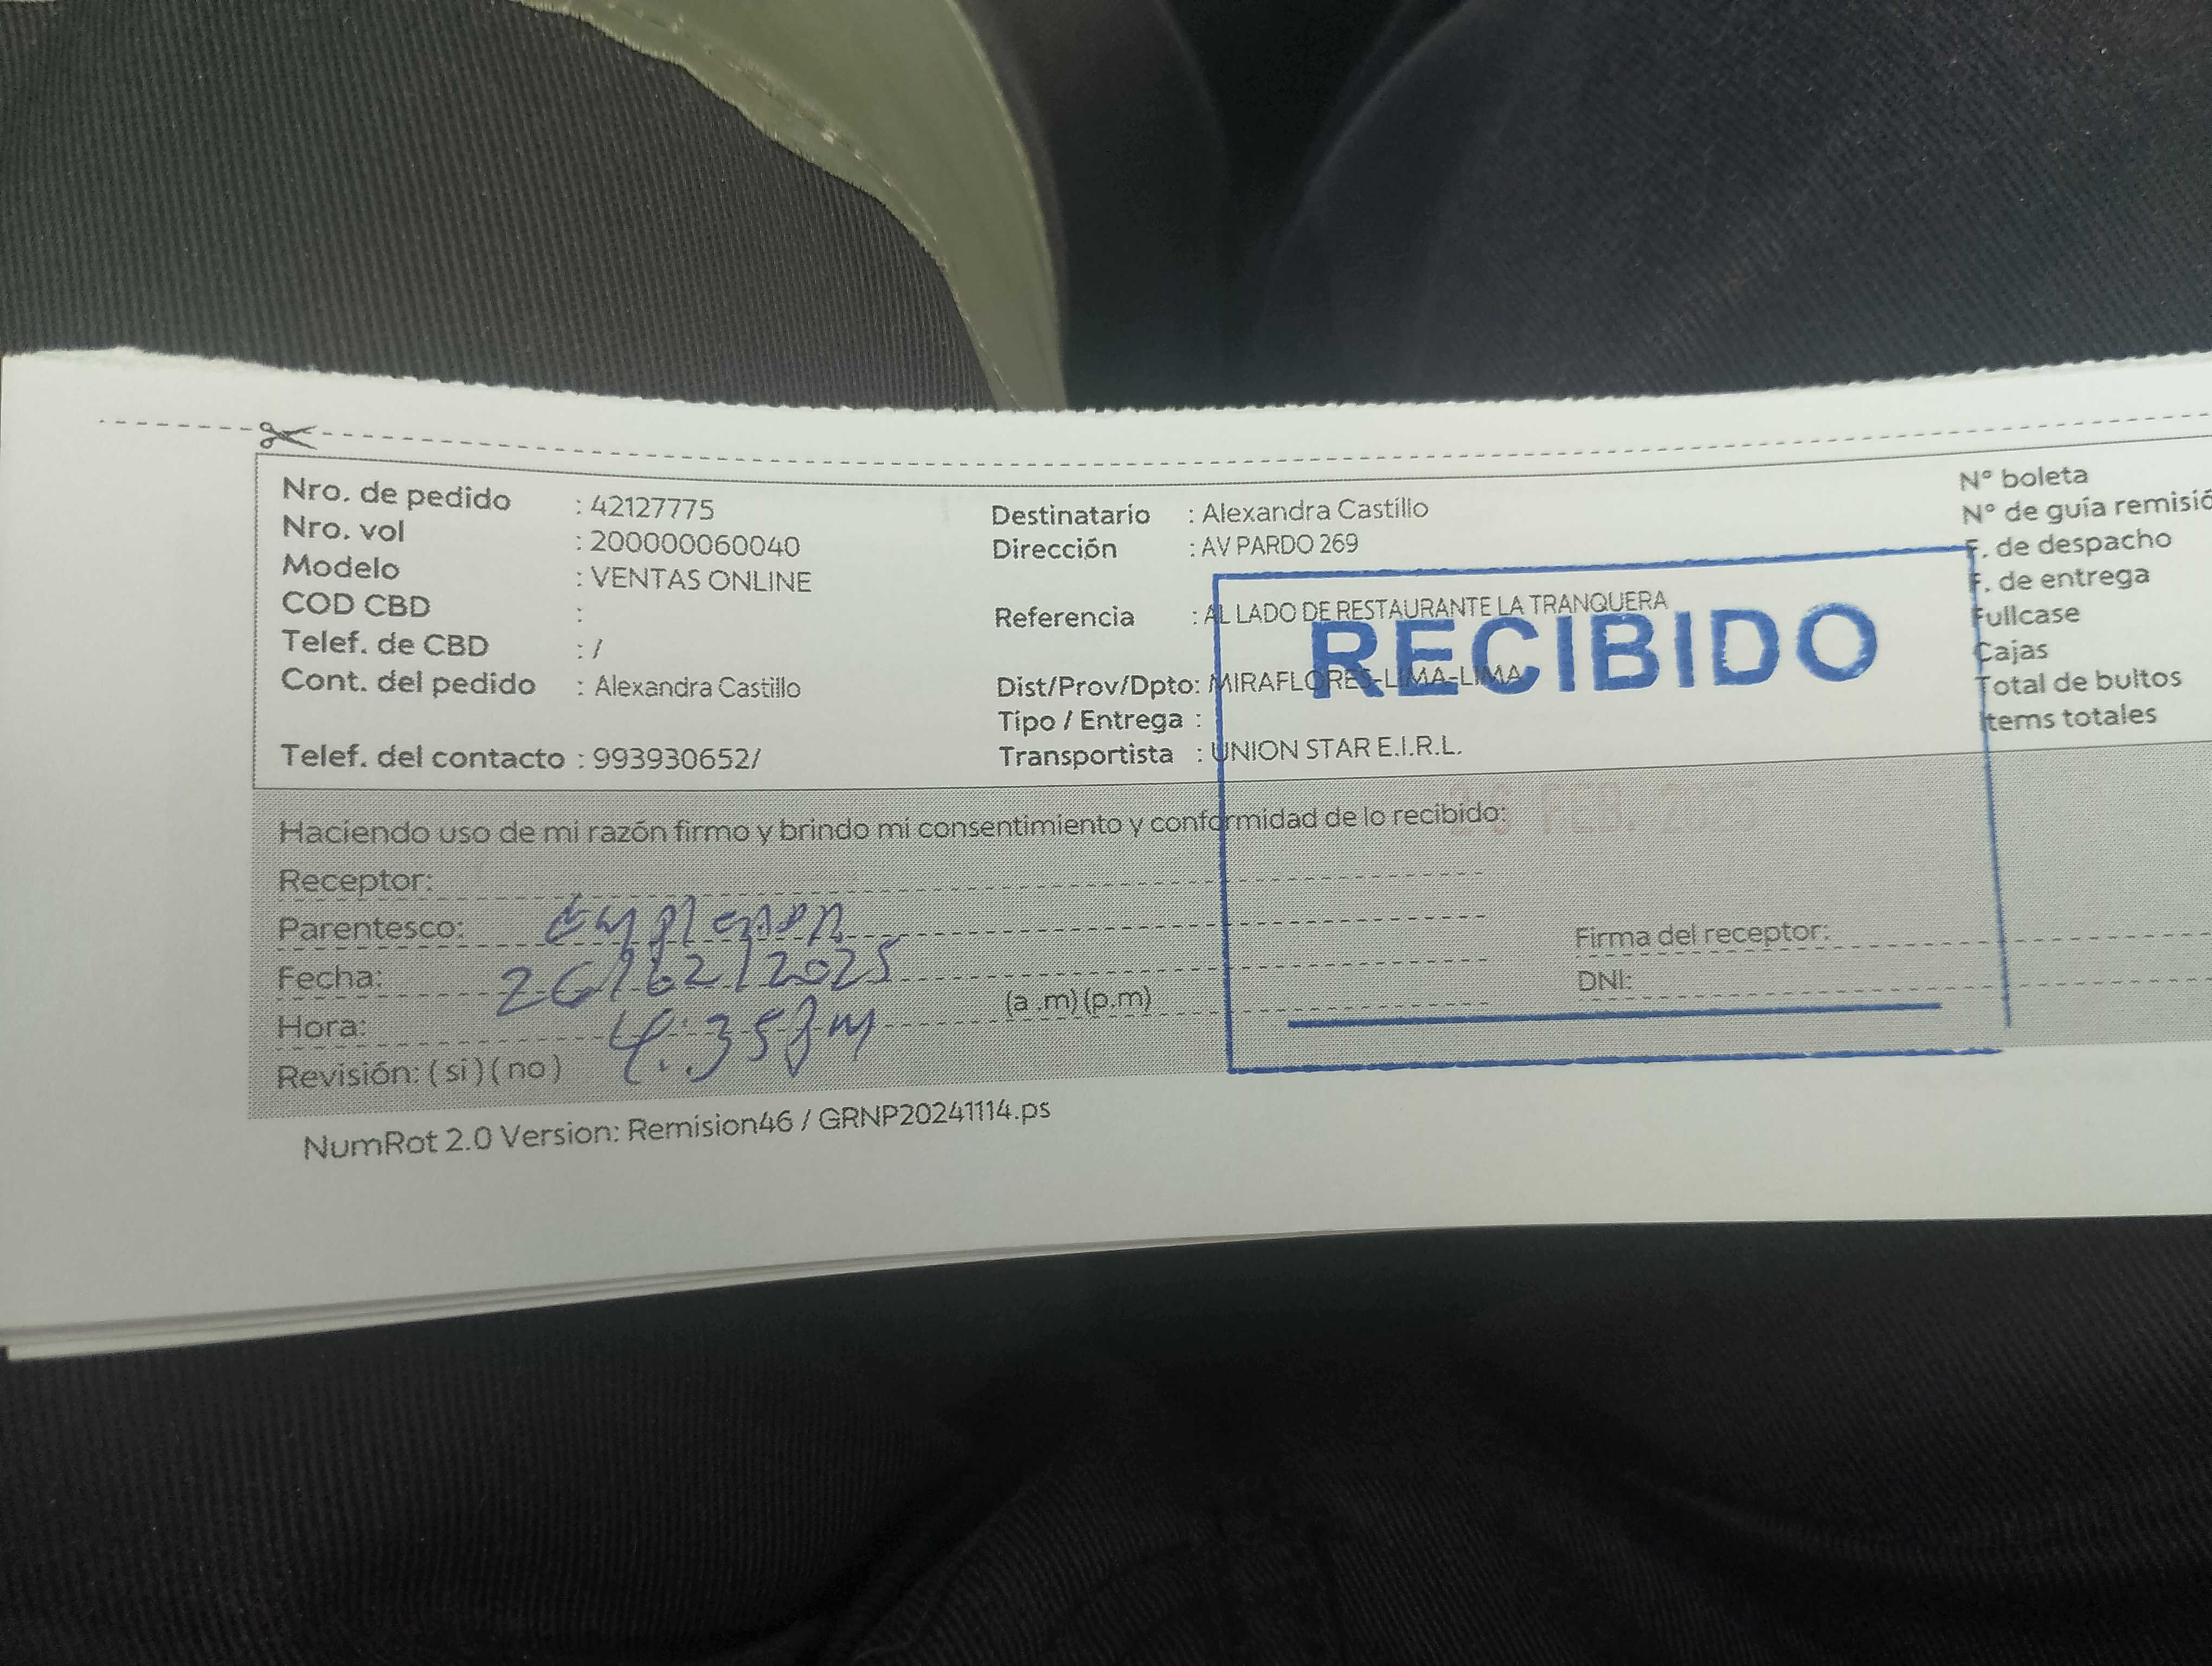 Nro. de pedido : 42127775
Nro. vol : 200000060040
Modelo : VENTAS ONLINE
COD CBD :
Telef. de CBD : /
Cont. del pedido : Alexandra Castillo
Telef. del contacto : 993930652/
Destinatario : Alexandra Castillo
Dirección : AV PARDO 269
Referencia : AL LADO DE RESTAURANTE LA TRANQUERA
Dist/Prov/Dpto: MIRAFLORES-LIMA-LIMA
Tipo / Entrega :
Transportista : UNION STAR E.I.R.L.
N° boleta
N° de guía remisió
F. de despacho
F. de entrega
Fullcase
Cajas
Total de bultos
Items totales
RECIBIDO
FEB.
Haciendo uso de mi razón firmo y brindo mi consentimiento y conformidad de lo recibido:
Receptor:
Parentesco:
Fecha: 26/02/2025
Hora: 4:35pm (a .m) (p.m)
Revisión: ( si ) ( no )
Firma del receptor:
DNI:
NumRot 2.0 Version: Remision46 / GRNP20241114.ps